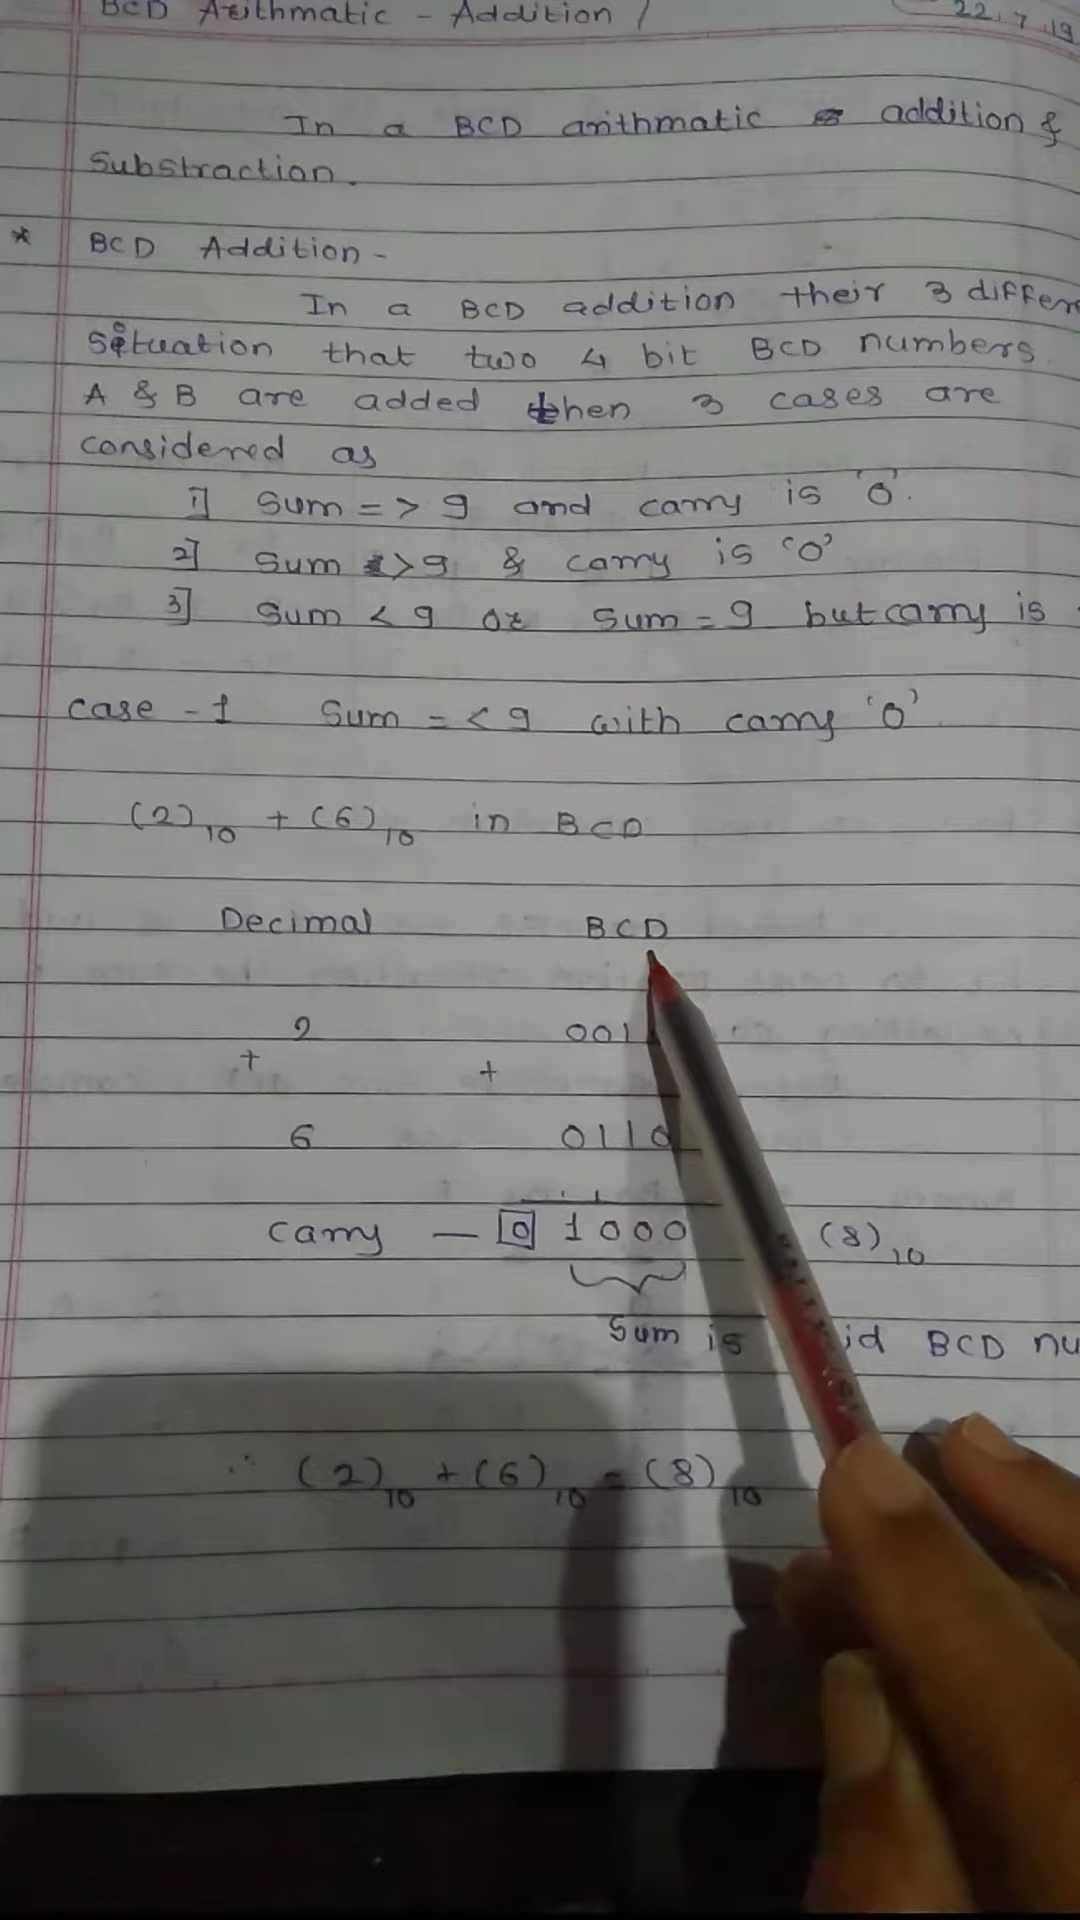 BCD Arithmatic - Addition /
22.7.19
In a BCD arithmatic addition &
Substraction.
* BCD Addition -
In a BCD addition their 3 differen
Situation that two 4 bit BCD numbers
A & B are added then 3 cases are
considered as
1] Sum = > 9 and carry is '0'.
2] Sum > 9 & carry is '0'
3] Sum < 9 or Sum = 9 but carry is
case - 1 Sum = < 9 with carry '0'
(2)10 + (6)10 in BCD
Decimal BCD
2 001
+ +
6 0110
carry — 0 1000 (8)10
Sum is id BCD nu
∴ (2)10 + (6)10 = (8)10